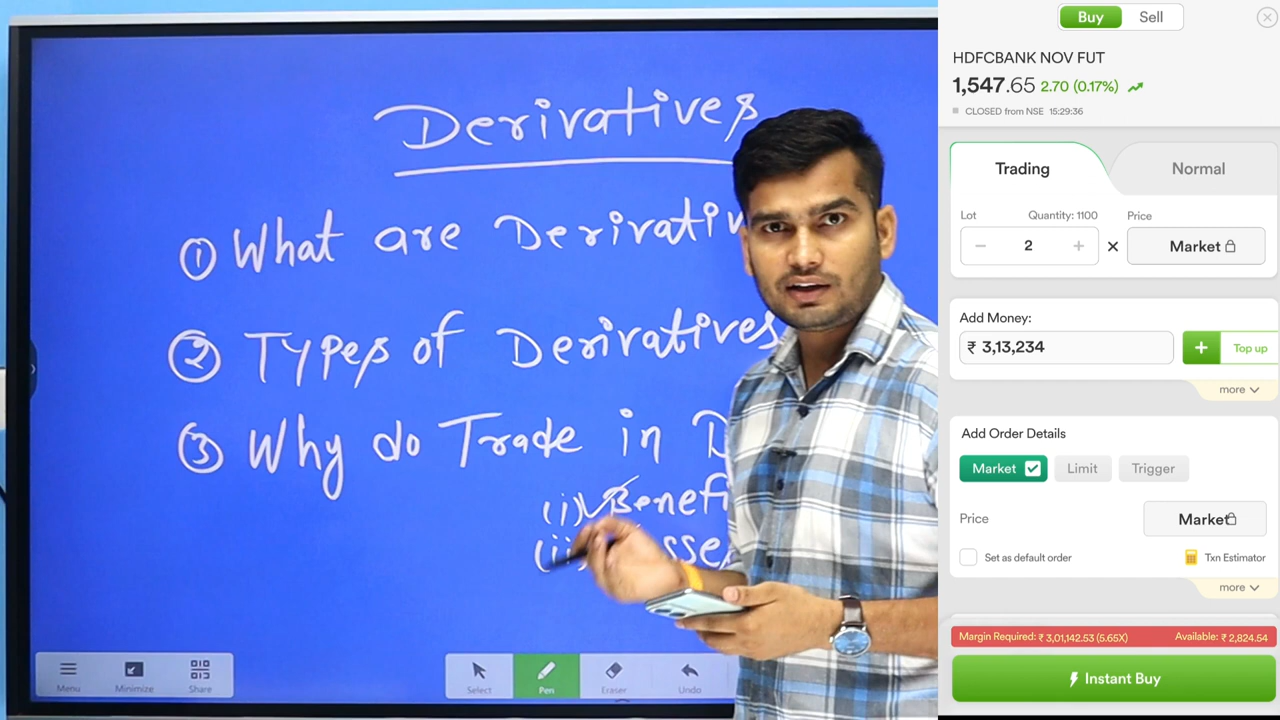 Derivatives
① What are Derivativ
② Types of Derivatives
③ Why do Trade in D
(i) Benefi
Menu
Minimize
Share
Select
Pen
Eraser
Undo
Buy
Sell
HDFCBANK NOV FUT
1,547.65 2.70 (0.17%)
CLOSED from NSE 15:29:36
Trading
Normal
Lot Quantity: 1100 Price
− 2 + × Market
Add Money:
₹ 3,13,234 + Top up
more
Add Order Details
Market Limit Trigger
Price Market
Set as default order Txn Estimator
more
Margin Required: ₹ 3,01,142.53 (5.65X) Available: ₹ 2,824.54
Instant Buy